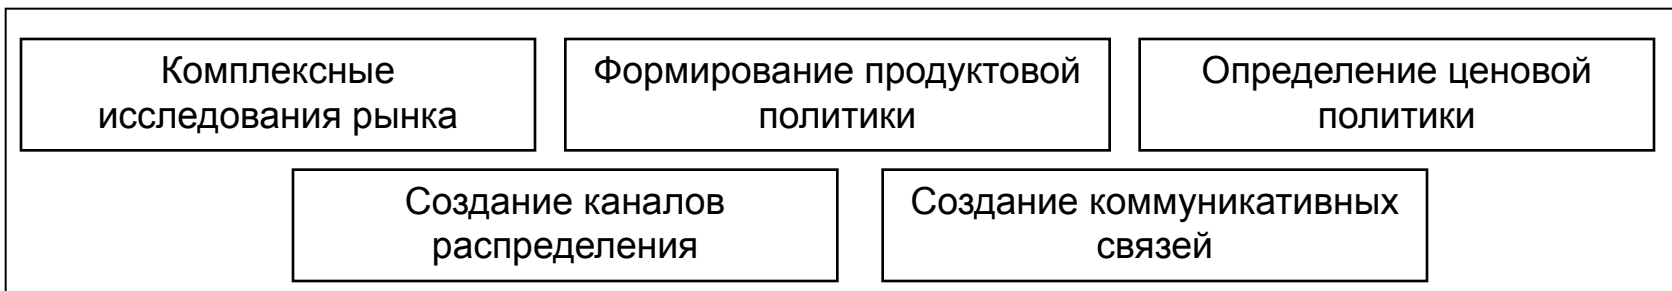 Комплексные
исследования рынка
Формирование продуктовой
политики
Определение ценовой
политики
Создание каналов
распределения
Создание коммуникативных
связей